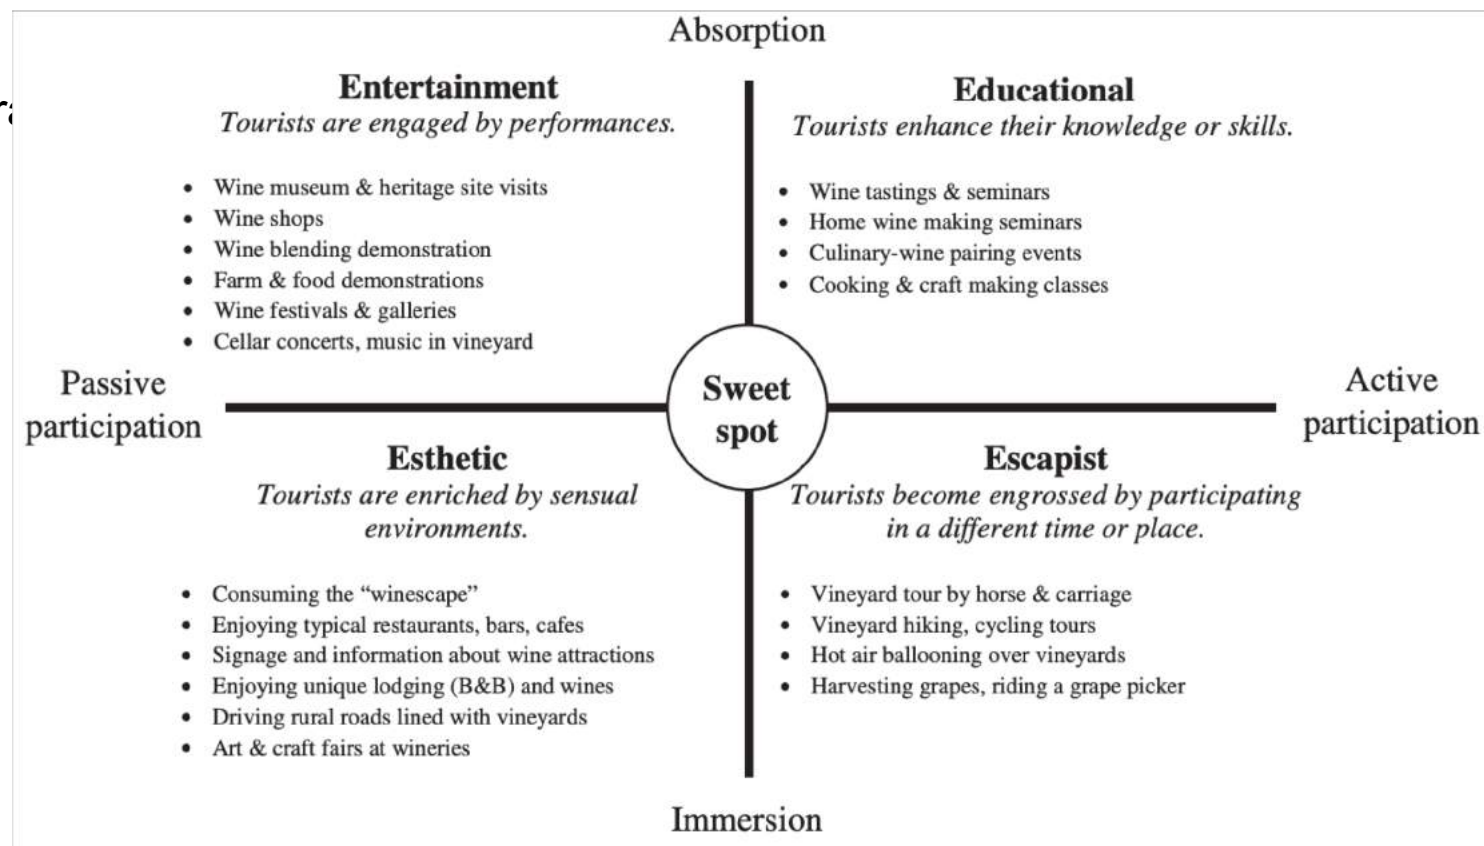 Absorption
Entertainment
Tourists are engaged by performances.
• Wine museum & heritage site visits
• Wine shops
• Wine blending demonstration
• Farm & food demonstrations
• Wine festivals & galleries
• Cellar concerts, music in vineyard
Educational
Tourists enhance their knowledge or skills.
• Wine tastings & seminars
• Home wine making seminars
• Culinary-wine pairing events
• Cooking & craft making classes
Passive
participation
Sweet
spot
Active
participation
Esthetic
Tourists are enriched by sensual
environments.
• Consuming the “winescape”
• Enjoying typical restaurants, bars, cafes
• Signage and information about wine attractions
• Enjoying unique lodging (B&B) and wines
• Driving rural roads lined with vineyards
• Art & craft fairs at wineries
Escapist
Tourists become engrossed by participating
in a different time or place.
• Vineyard tour by horse & carriage
• Vineyard hiking, cycling tours
• Hot air ballooning over vineyards
• Harvesting grapes, riding a grape picker
Immersion